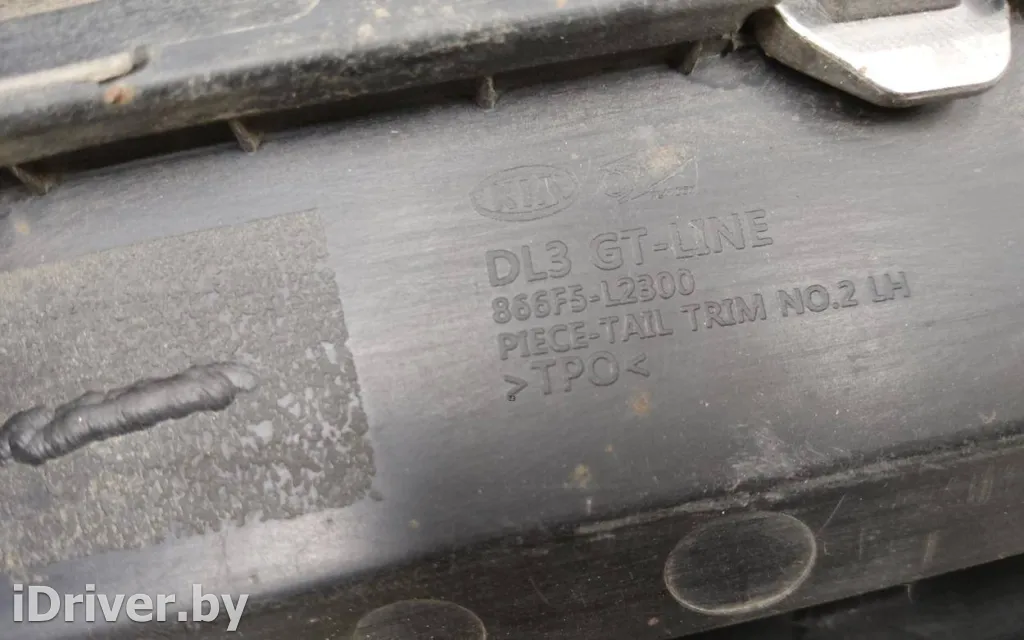 KIA
DL3 GT-LINE
866F5-L2300
PIECE-TAIL TRIM NO.2 LH
>TPO<
iDriver.by